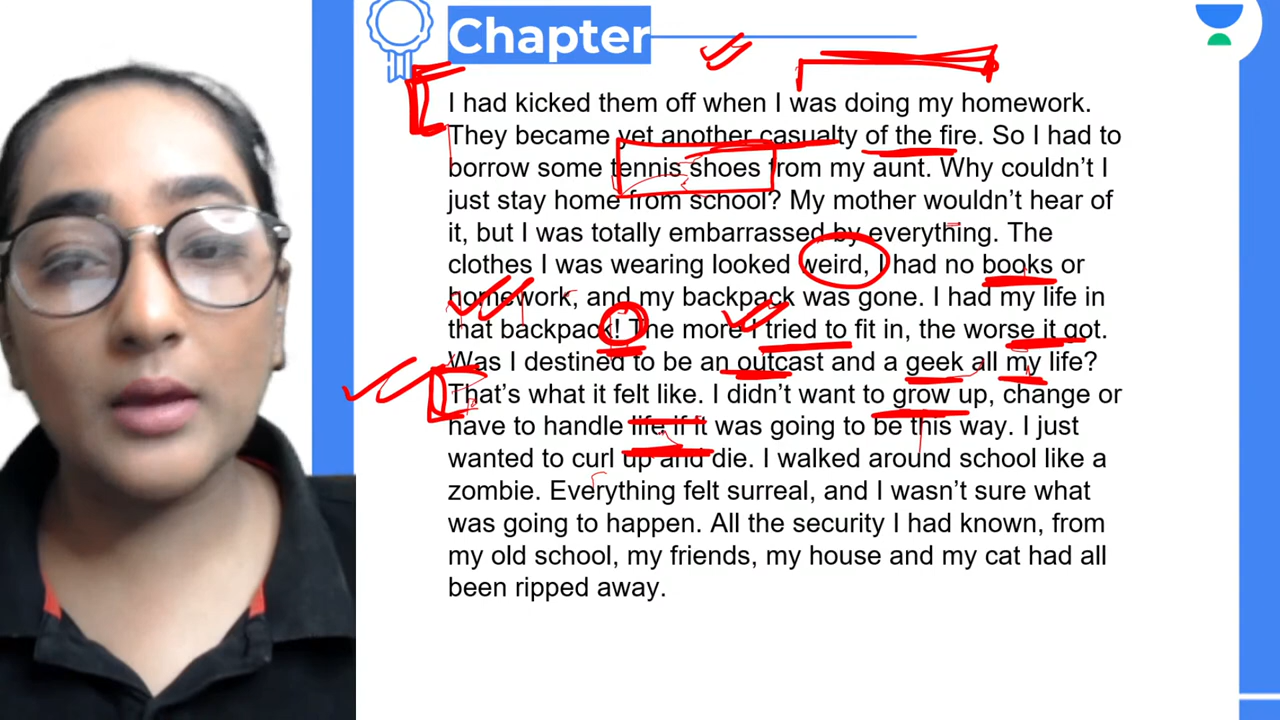 Chapter
I had kicked them off when I was doing my homework.
They became yet another casualty of the fire. So I had to
borrow some tennis shoes from my aunt. Why couldn’t I
just stay home from school? My mother wouldn’t hear of
it, but I was totally embarrassed by everything. The
clothes I was wearing looked weird, I had no books or
homework, and my backpack was gone. I had my life in
that backpack! The more I tried to fit in, the worse it got.
Was I destined to be an outcast and a geek all my life?
That’s what it felt like. I didn’t want to grow up, change or
have to handle life if it was going to be this way. I just
wanted to curl up and die. I walked around school like a
zombie. Everything felt surreal, and I wasn’t sure what
was going to happen. All the security I had known, from
my old school, my friends, my house and my cat had all
been ripped away.